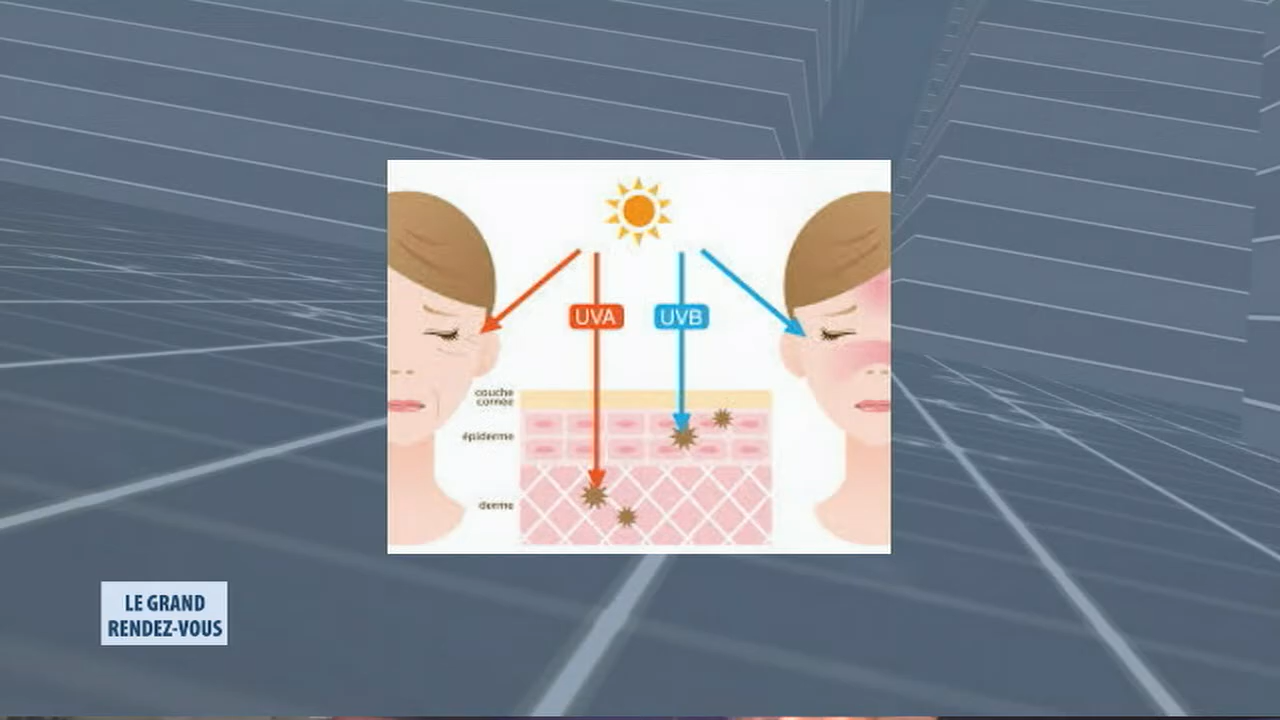 UVA
UVB
couche
cornée
épiderme
derme
LE GRAND
RENDEZ-VOUS